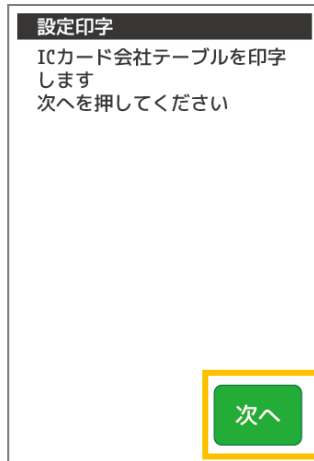 設定印字
ICカード会社テーブルを印字
します
次へを押してください
次へ